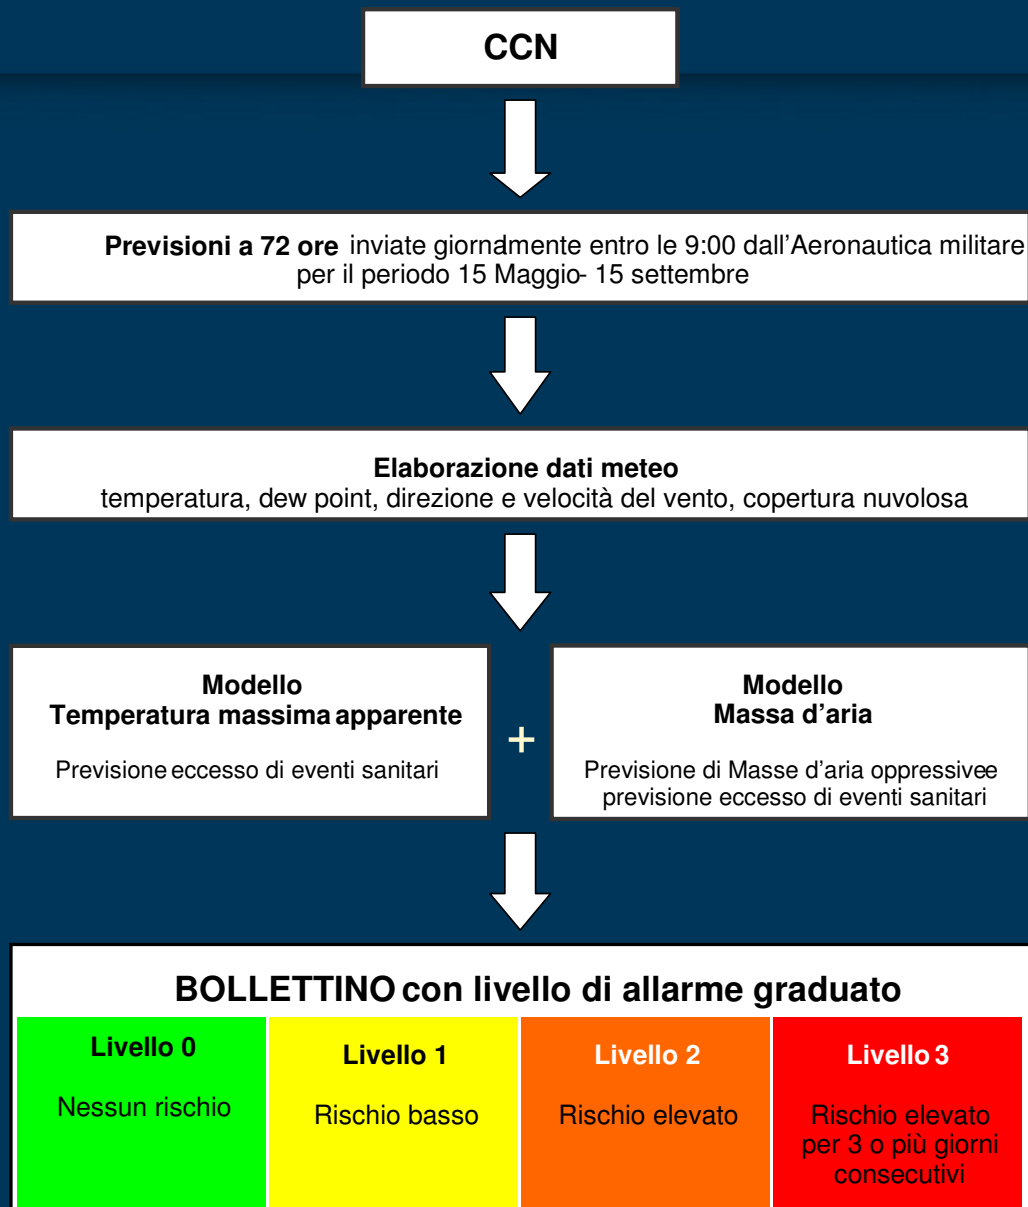 CCN
Previsioni a 72 ore inviate giornalmente entro le 9:00 dall'Aeronautica militare
per il periodo 15 Maggio- 15 settembre
Elaborazione dati meteo
temperatura, dew point, direzione e velocità del vento, copertura nuvolosa
Modello
Temperatura massima apparente
Previsione eccesso di eventi sanitari
+
Modello
Massa d'aria
Previsione di Masse d'aria oppressivee
previsione eccesso di eventi sanitari
BOLLETTINO con livello di allarme graduato
Livello 0
Nessun rischio
Livello 1
Rischio basso
Livello 2
Rischio elevato
Livello 3
Rischio elevato
per 3 o più giorni
consecutivi